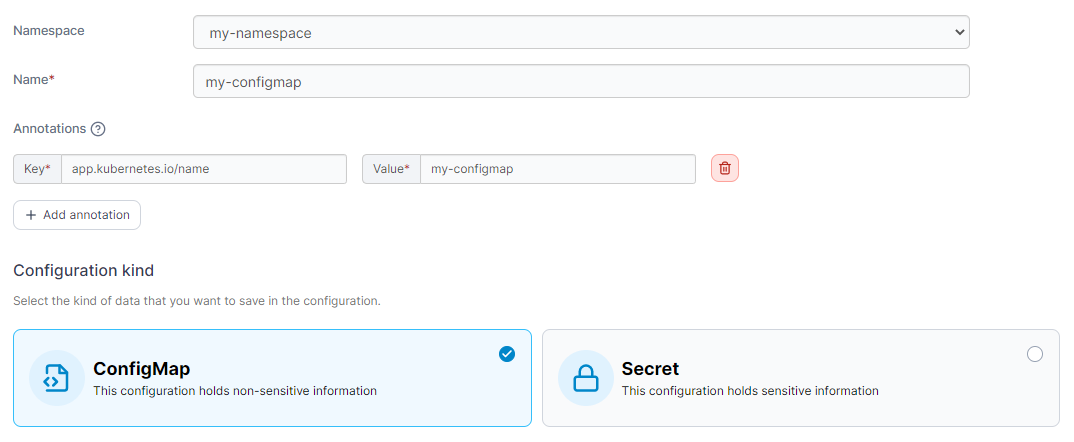 Namespace
my-namespace
Name*
my-configmap
Annotations
Key* app.kubernetes.io/name Value* my-configmap
Add annotation
Configuration kind
Select the kind of data that you want to save in the configuration.
ConfigMap
This configuration holds non-sensitive information
Secret
This configuration holds sensitive information